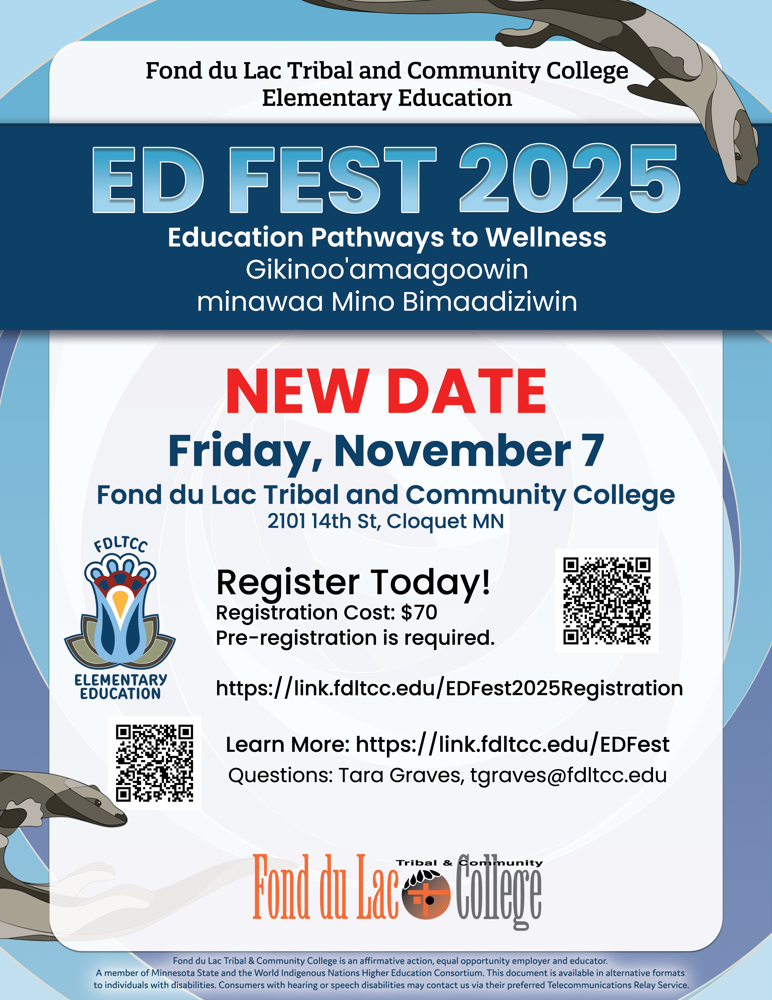 Fond du Lac Tribal and Community College
Elementary Education
ED FEST 2025
Education Pathways to Wellness
Gikinoo'amaagoowin
minawaa Mino Bimaadiziwin
NEW DATE
Friday, November 7
Fond du Lac Tribal and Community College
2101 14th St, Cloquet MN
FDLTCC
ELEMENTARY
EDUCATION
Register Today!
Registration Cost: $70
Pre-registration is required.
https://link.fdltcc.edu/EDFest2025Registration
Learn More: https://link.fdltcc.edu/EDFest
Questions: Tara Graves, tgraves@fdltcc.edu
Tribal & Community
Fond du Lac College
Fond du Lac Tribal & Community College is an affirmative action, equal opportunity employer and educator.
A member of Minnesota State and the World Indigenous Nations Higher Education Consortium. This document is available in alternative formats
to individuals with disabilities. Consumers with hearing or speech disabilities may contact us via their preferred Telecommunications Relay Service.